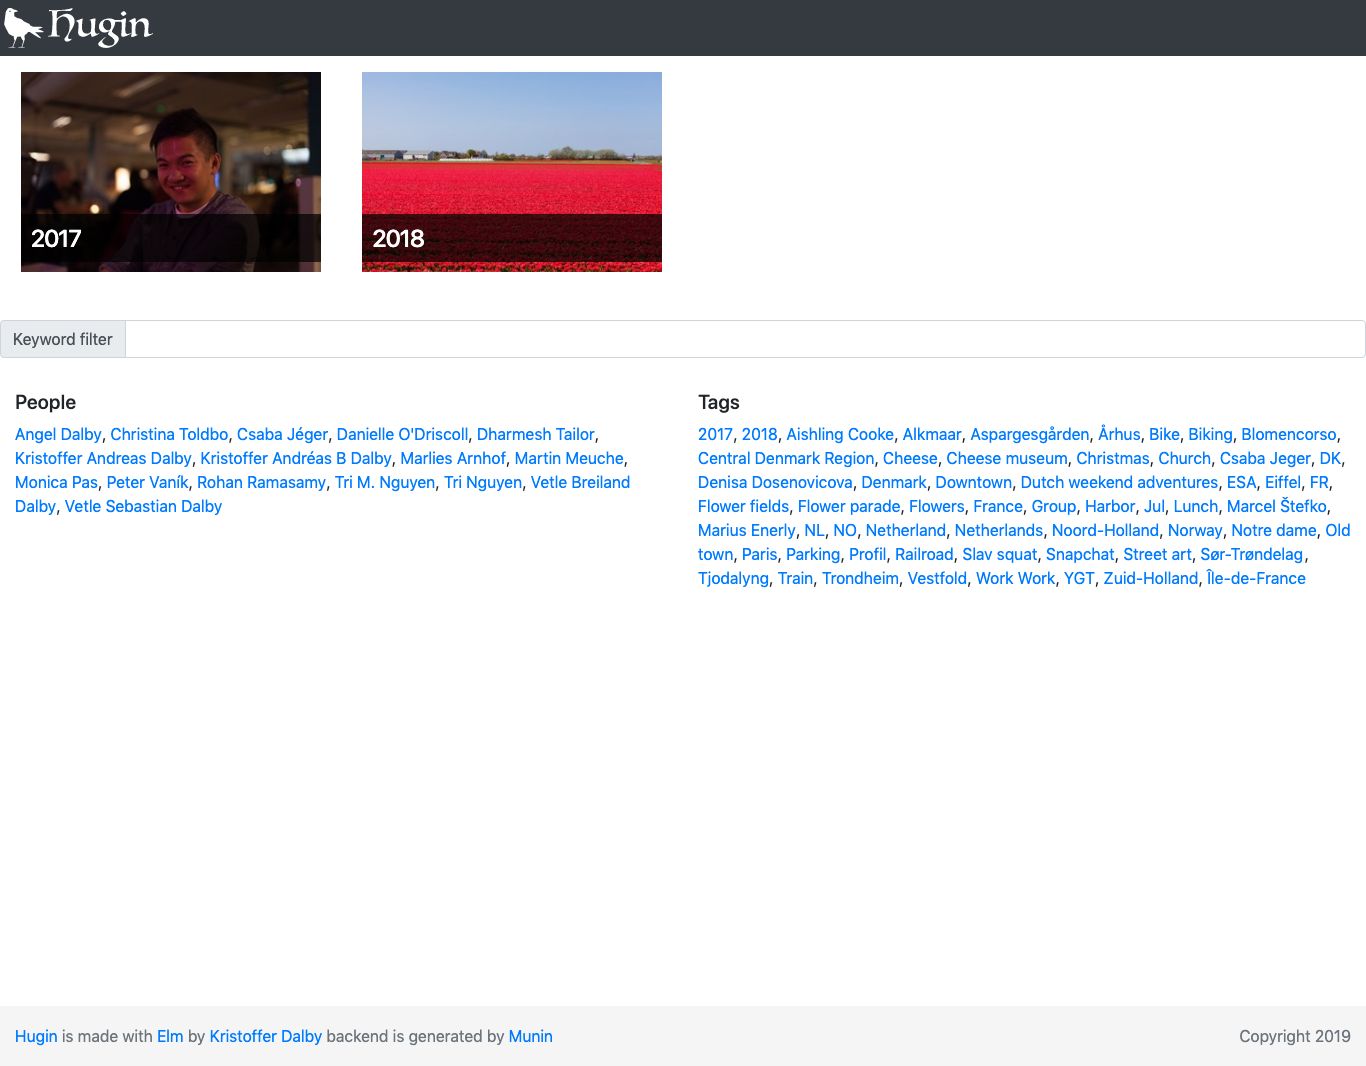 Hugin
2017
2018
Keyword filter
People
Angel Dalby, Christina Toldbo, Csaba Jéger, Danielle O'Driscoll, Dharmesh Tailor,
Kristoffer Andreas Dalby, Kristoffer Andréas B Dalby, Marlies Arnhof, Martin Meuche,
Monica Pas, Peter Vaník, Rohan Ramasamy, Tri M. Nguyen, Tri Nguyen, Vetle Breiland
Dalby, Vetle Sebastian Dalby
Tags
2017, 2018, Aishling Cooke, Alkmaar, Aspargesgården, Århus, Bike, Biking, Blomencorso,
Central Denmark Region, Cheese, Cheese museum, Christmas, Church, Csaba Jeger, DK,
Denisa Dosenovicova, Denmark, Downtown, Dutch weekend adventures, ESA, Eiffel, FR,
Flower fields, Flower parade, Flowers, France, Group, Harbor, Jul, Lunch, Marcel Štefko,
Marius Enerly, NL, NO, Netherland, Netherlands, Noord-Holland, Norway, Notre dame, Old
town, Paris, Parking, Profil, Railroad, Slav squat, Snapchat, Street art, Sør-Trøndelag,
Tjodalyng, Train, Trondheim, Vestfold, Work Work, YGT, Zuid-Holland, Île-de-France
Hugin is made with Elm by Kristoffer Dalby backend is generated by Munin
Copyright 2019